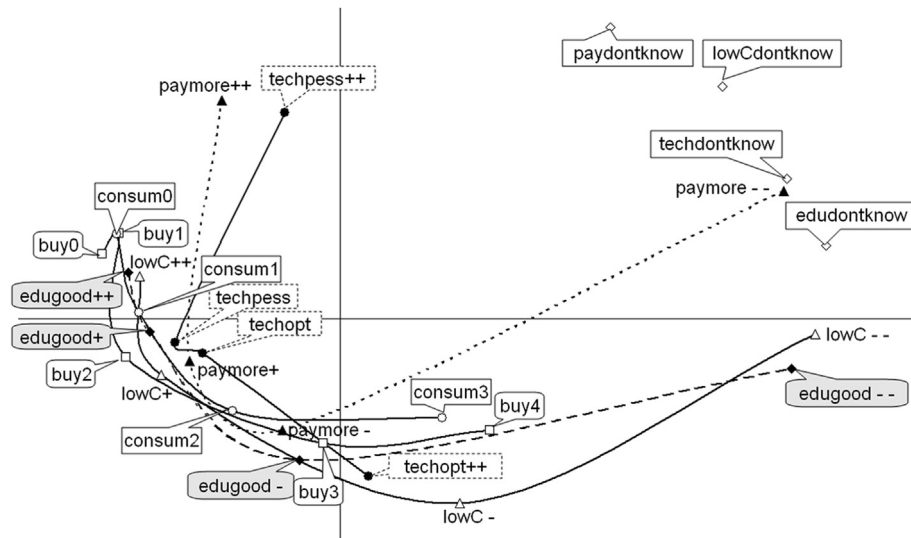 paydontknow
lowCdontknow
techpess++
paymore++
techdontknow
paymore --
consum0
edudontknow
buy0
buy1
lowC++
consum1
edugood++
techpess
techopt
edugood+
lowC --
buy2
paymore+
lowC+
edugood --
consum3
buy4
consum2
paymore -
techopt++
edugood -
buy3
lowC -